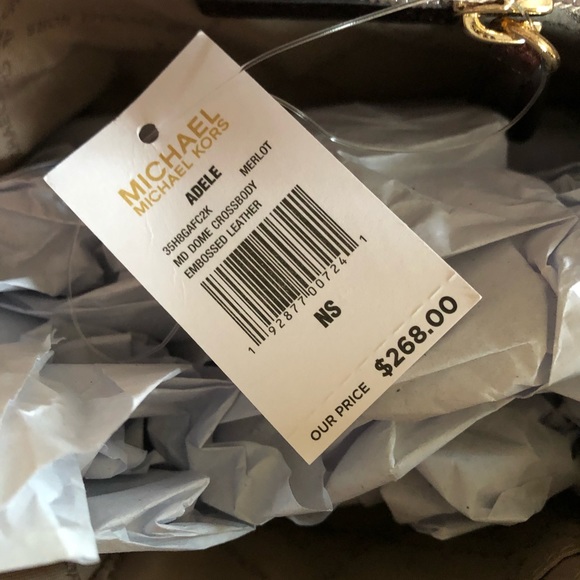 MICHAEL
MICHAEL KORS
ADELE
35H8GAFC2K MERLOT
MD DOME CROSSBODY
EMBOSSED LEATHER
1 92877 00724 1
NS
OUR PRICE $268.00